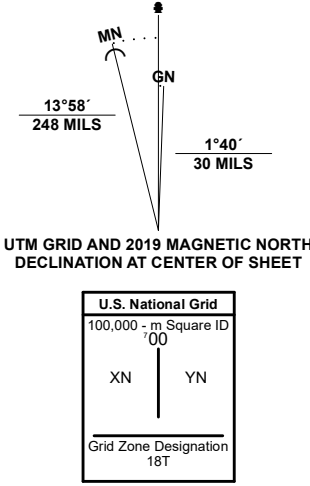 MN
GN
13°58´
248 MILS
1°40´
30 MILS
UTM GRID AND 2019 MAGNETIC NORTH
DECLINATION AT CENTER OF SHEET
U.S. National Grid
100,000 - m Square ID
⁷00
XN YN
Grid Zone Designation
18T